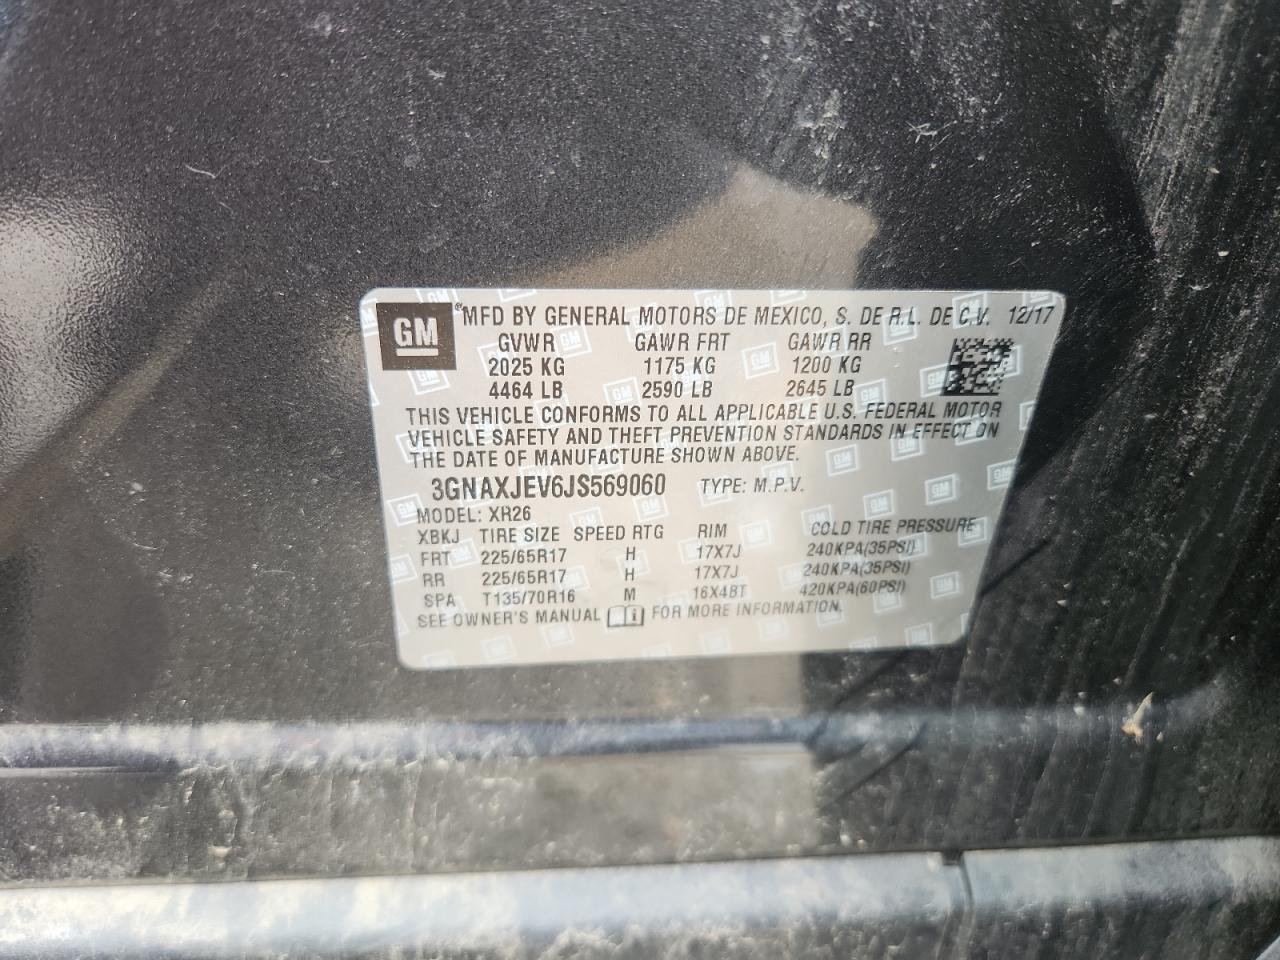 GM ® MFD BY GENERAL MOTORS DE MEXICO, S. DE R.L. DE C.V. 12/17
GVWR GAWR FRT GAWR RR
2025 KG 1175 KG 1200 KG
4464 LB 2590 LB 2645 LB
THIS VEHICLE CONFORMS TO ALL APPLICABLE U.S. FEDERAL MOTOR
VEHICLE SAFETY AND THEFT PREVENTION STANDARDS IN EFFECT ON
THE DATE OF MANUFACTURE SHOWN ABOVE.
3GNAXJEV6JS569060 TYPE: M.P.V.
MODEL: XR26
XBKJ TIRE SIZE SPEED RTG RIM COLD TIRE PRESSURE
FRT 225/65R17 H 17X7J 240KPA(35PSI)
RR 225/65R17 H 17X7J 240KPA(35PSI)
SPA T135/70R16 M 16X4BT 420KPA(60PSI)
SEE OWNER'S MANUAL FOR MORE INFORMATION.